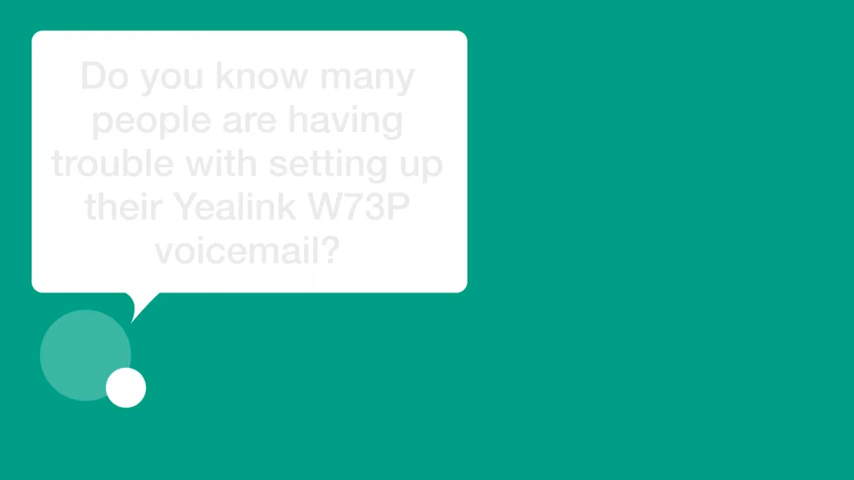 Do you know many
people are having
trouble with setting up
their Yealink W73P
voicemail?